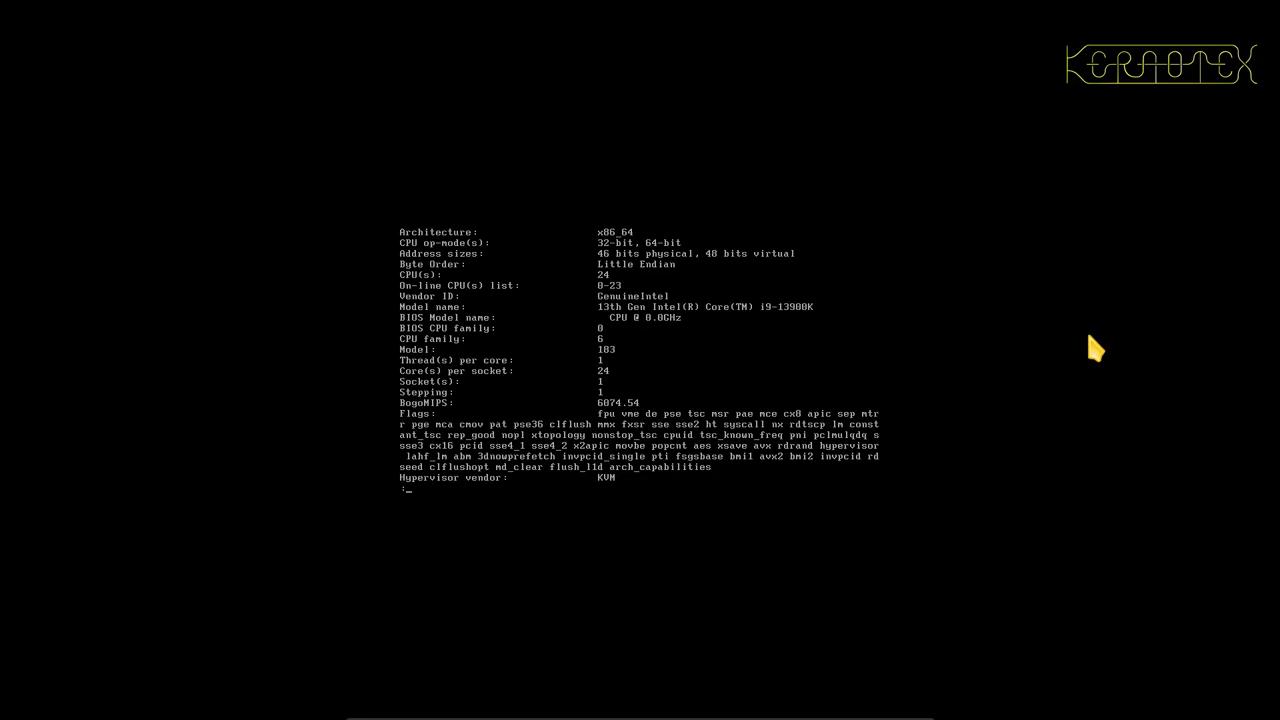 KERNOTEX
Architecture: x86_64
CPU op-mode(s): 32-bit, 64-bit
Address sizes: 46 bits physical, 48 bits virtual
Byte Order: Little Endian
CPU(s): 24
On-line CPU(s) list: 0-23
Vendor ID: GenuineIntel
Model name: 13th Gen Intel(R) Core(TM) i9-13900K
BIOS Model name: CPU @ 0.0GHz
BIOS CPU family: 0
CPU family: 6
Model: 183
Thread(s) per core: 1
Core(s) per socket: 24
Socket(s): 1
Stepping: 1
BogoMIPS: 6074.54
Flags: fpu vme de pse tsc msr pae mce cx8 apic sep mtr
r pge mca cmov pat pse36 clflush mmx fxsr sse sse2 ht syscall nx rdtscp lm const
ant_tsc rep_good nopl xtopology nonstop_tsc cpuid tsc_known_freq pni pclmulqdq s
sse3 cx16 pcid sse4_1 sse4_2 x2apic movbe popcnt aes xsave avx rdrand hypervisor
lahf_lm abm 3dnowprefetch invpcid_single pti fsgsbase bmi1 avx2 bmi2 invpcid rd
seed clflushopt md_clear flush_l1d arch_capabilities
Hypervisor vendor: KVM
:_